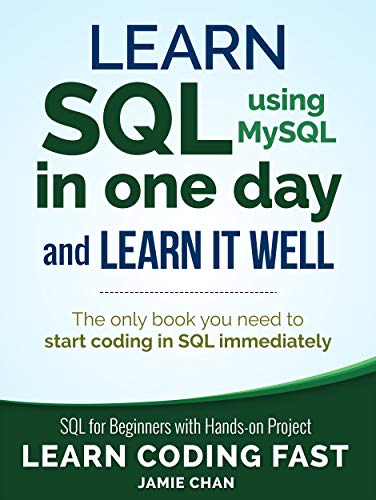 LEARN
SQL using
MySQL
in one day
and LEARN IT WELL
The only book you need to
start coding in SQL immediately
SQL for Beginners with Hands-on Project
LEARN CODING FAST
JAMIE CHAN